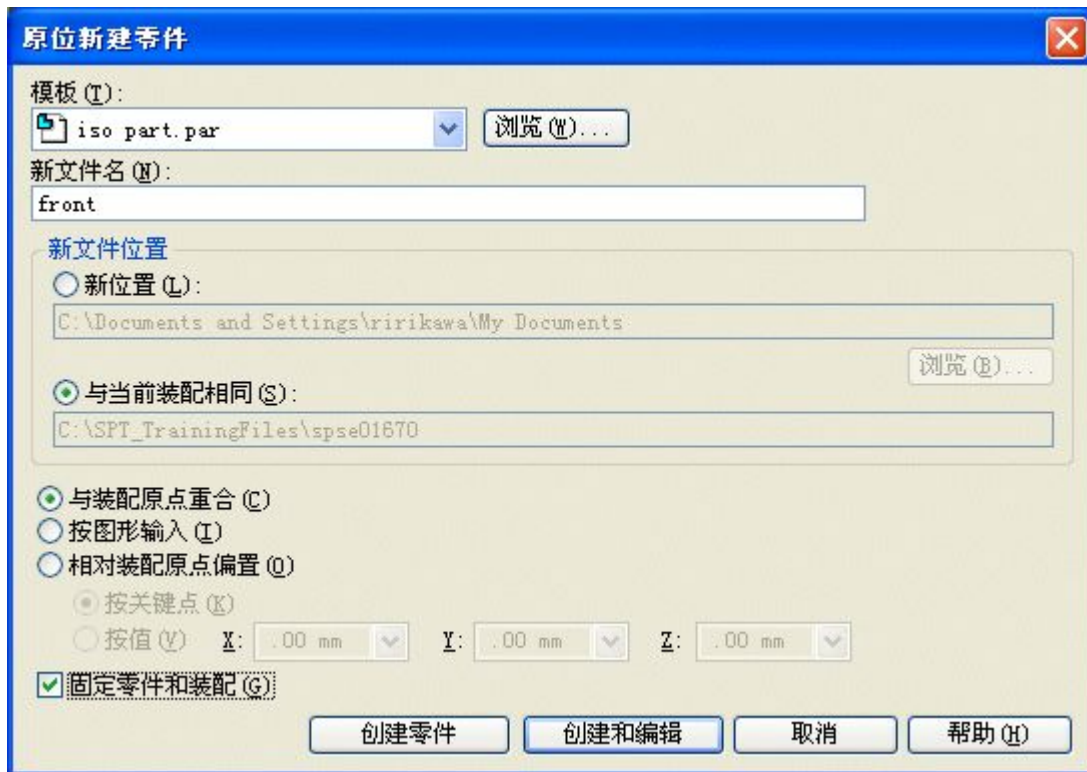 原位新建零件
模板(T):
iso part.par 浏览(W)...
新文件名(N):
front
新文件位置
新位置(L):
C:\Documents and Settings\ririkawa\My Documents
浏览(B)...
与当前装配相同(S):
C:\SPT_TrainingFiles\spse01670
与装配原点重合(C)
按图形输入(I)
相对装配原点偏置(O)
按关键点(K)
按值(V) X: .00 mm Y: .00 mm Z: .00 mm
固定零件和装配(G)
创建零件 创建和编辑 取消 帮助(H)